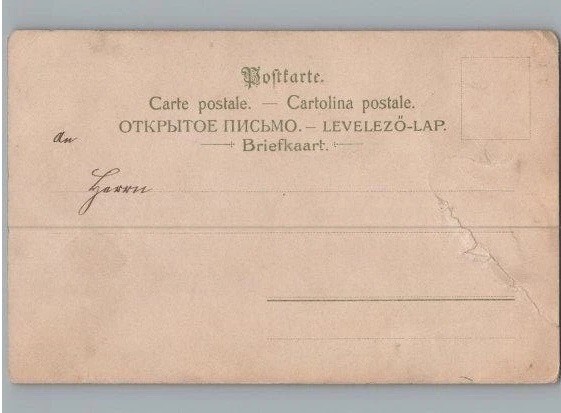 Postkarte.
Carte postale. — Cartolina postale.
ОТКРЫТОЕ ПИСЬМО. – LEVELEZŐ-LAP.
Briefkaart.
An
Herrn